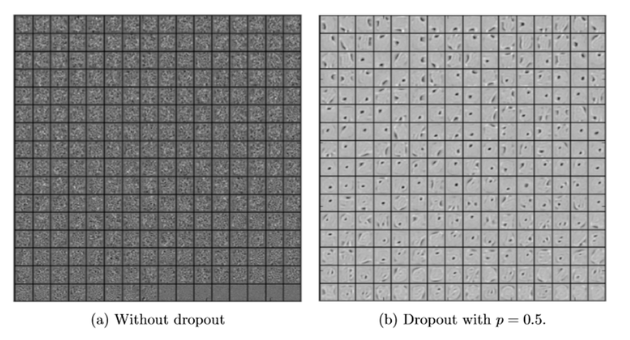 (a) Without dropout
(b) Dropout with p = 0.5.